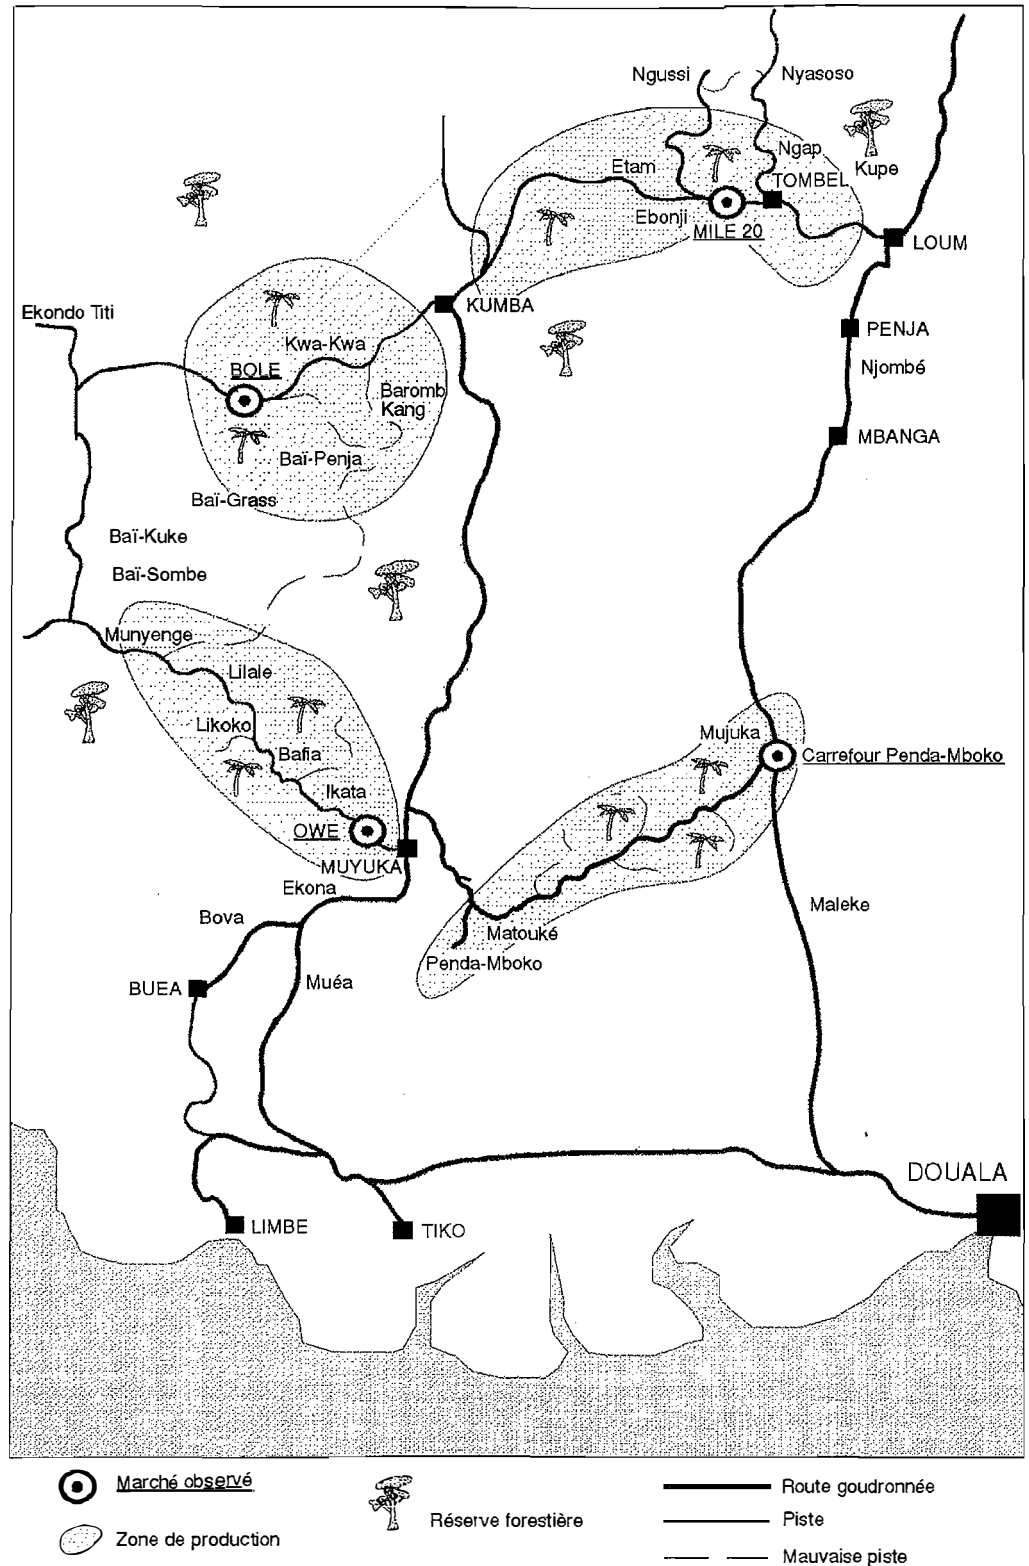 Ngussi
Nyasoso
Ngap
Kupe
Etam
TOMBEL
Ebonji
MILE 20
LOUM
Ekondo Titi
KUMBA
PENJA
Kwa-Kwa
Njombé
BOLE
Baromb
Kang
MBANGA
Baï-Penja
Baï-Grass
Baï-Kuke
Baï-Sombe
Munyenge
Lilale
Likoko
Mujuka
Bafia
Carrefour Penda-Mboko
Ikata
OWE
MUYUKA
Ekona
Bova
Maleke
Matouké
Penda-Mboko
BUEA
Muéa
DOUALA
LIMBE
TIKO
Marché observé
Zone de production
Réserve forestière
Route goudronnée
Piste
Mauvaise piste